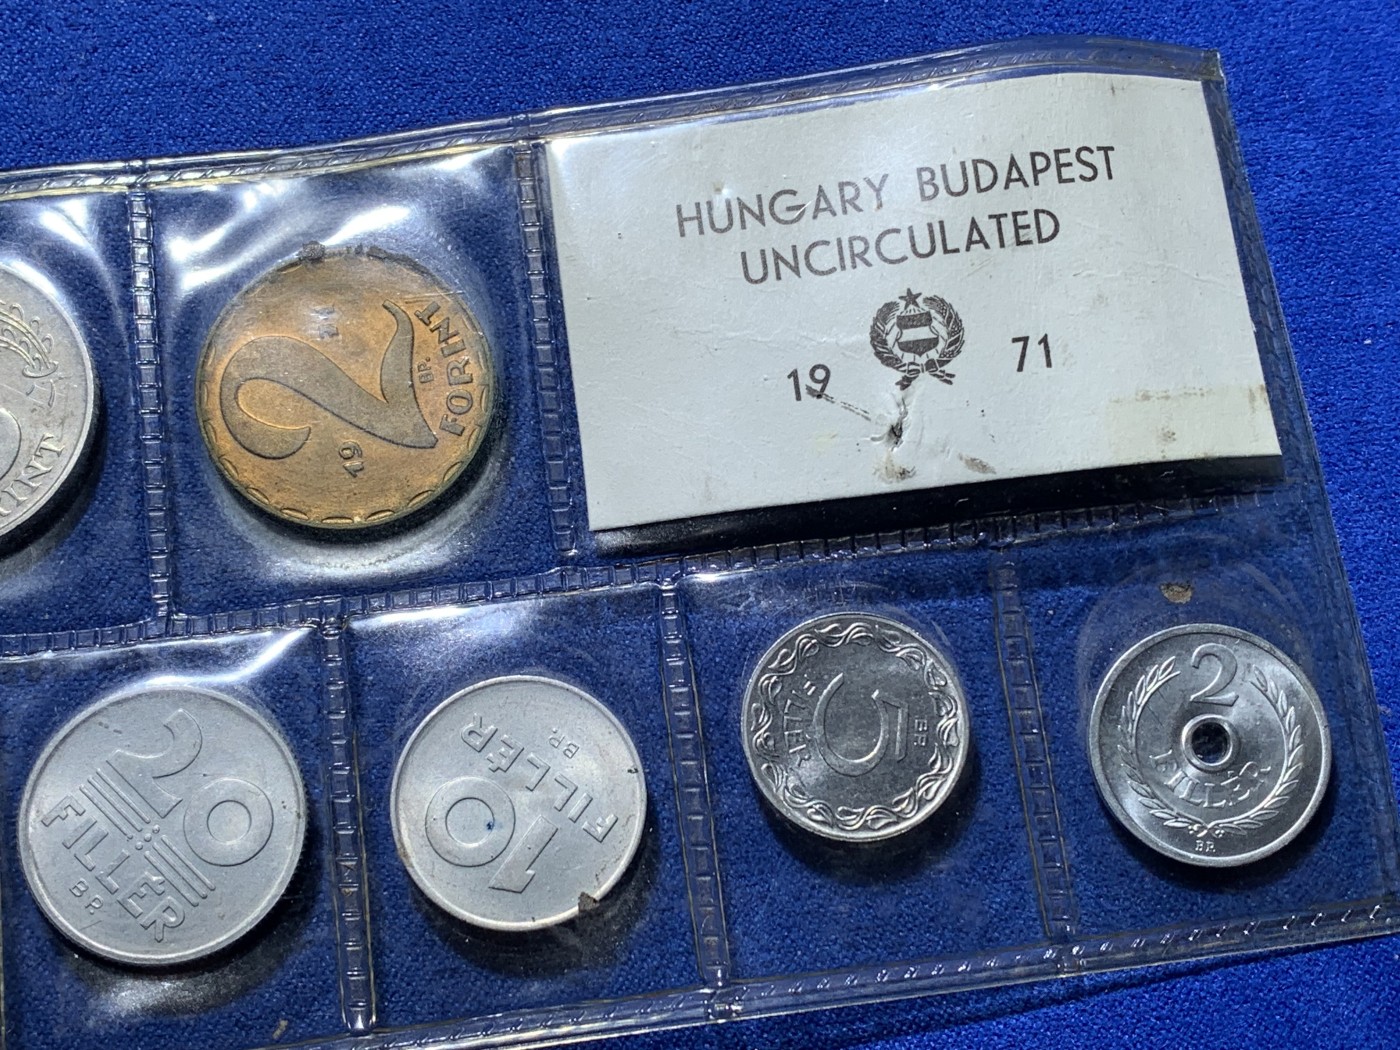 HUNGARY BUDAPEST
UNCIRCULATED
19 71
2
FORINT
BP.
19 71
20
FILLÉR
BP.
10
FILLÉR
BP.
5
FILLÉR
BP.
2
FILLÉR
BP.